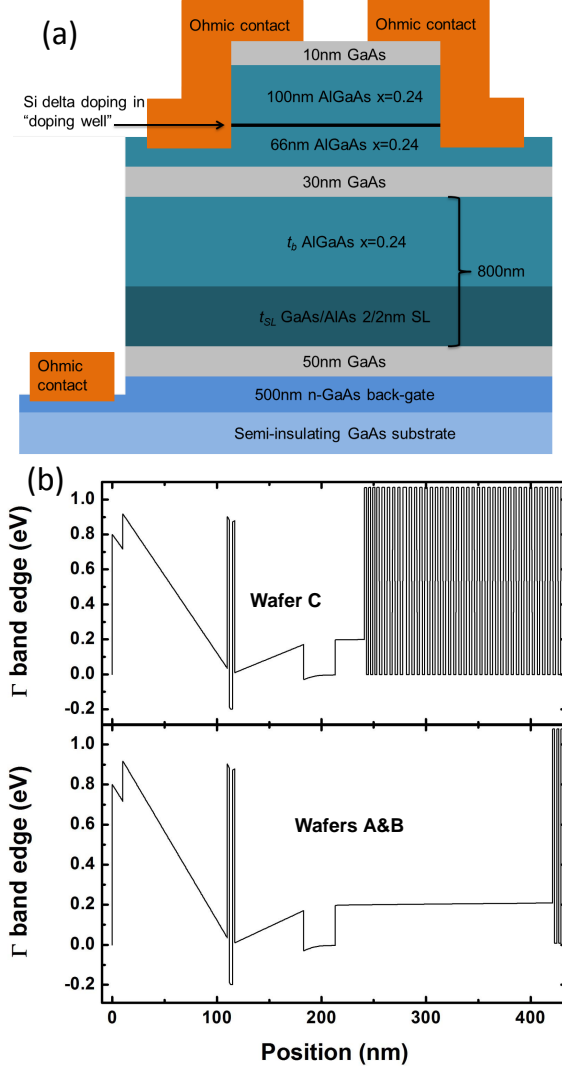 (a)
Ohmic contact
Ohmic contact
10nm GaAs
100nm AlGaAs x=0.24
Si delta doping in
“doping well”
66nm AlGaAs x=0.24
30nm GaAs
t_b AlGaAs x=0.24
800nm
t_SL GaAs/AlAs 2/2nm SL
50nm GaAs
Ohmic
contact
500nm n-GaAs back-gate
Semi-insulating GaAs substrate
(b)
1.0
0.8
0.6
0.4
0.2
0.0
-0.2
Γ band edge (eV)
Wafer C
1.0
0.8
0.6
0.4
0.2
0.0
-0.2
Γ band edge (eV)
Wafers A&B
0
100
200
300
400
Position (nm)